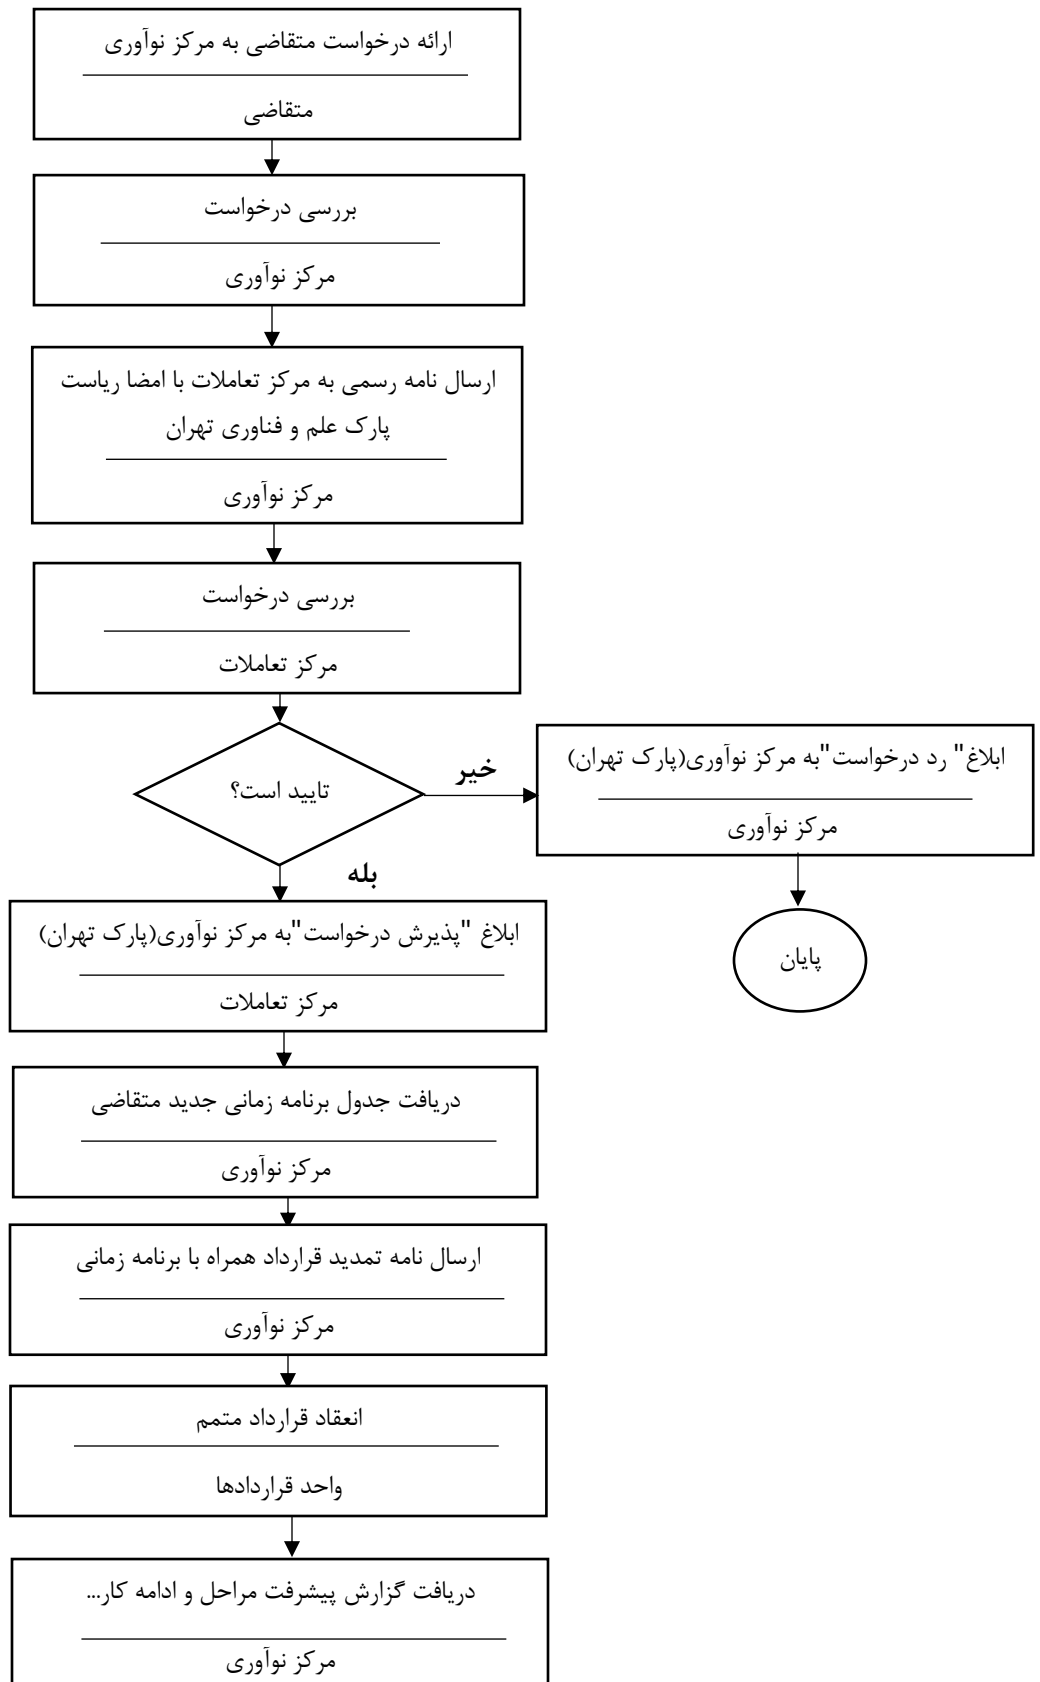 ارائه درخواست متقاضی به مرکز نوآوری
متقاضی
بررسی درخواست
مرکز نوآوری
ارسال نامه رسمی به مرکز تعاملات با امضا ریاست
پارک علم و فناوری تهران
مرکز نوآوری
بررسی درخواست
مرکز تعاملات
تایید است؟
خیر
ابلاغ" رد درخواست"به مرکز نوآوری(پارک تهران)
مرکز نوآوری
پایان
بله
ابلاغ "پذیرش درخواست"به مرکز نوآوری(پارک تهران)
مرکز تعاملات
دریافت جدول برنامه زمانی جدید متقاضی
مرکز نوآوری
ارسال نامه تمدید قرارداد همراه با برنامه زمانی
مرکز نوآوری
انعقاد قرارداد متمم
واحد قراردادها
دریافت گزارش پیشرفت مراحل و ادامه کار...
مرکز نوآوری